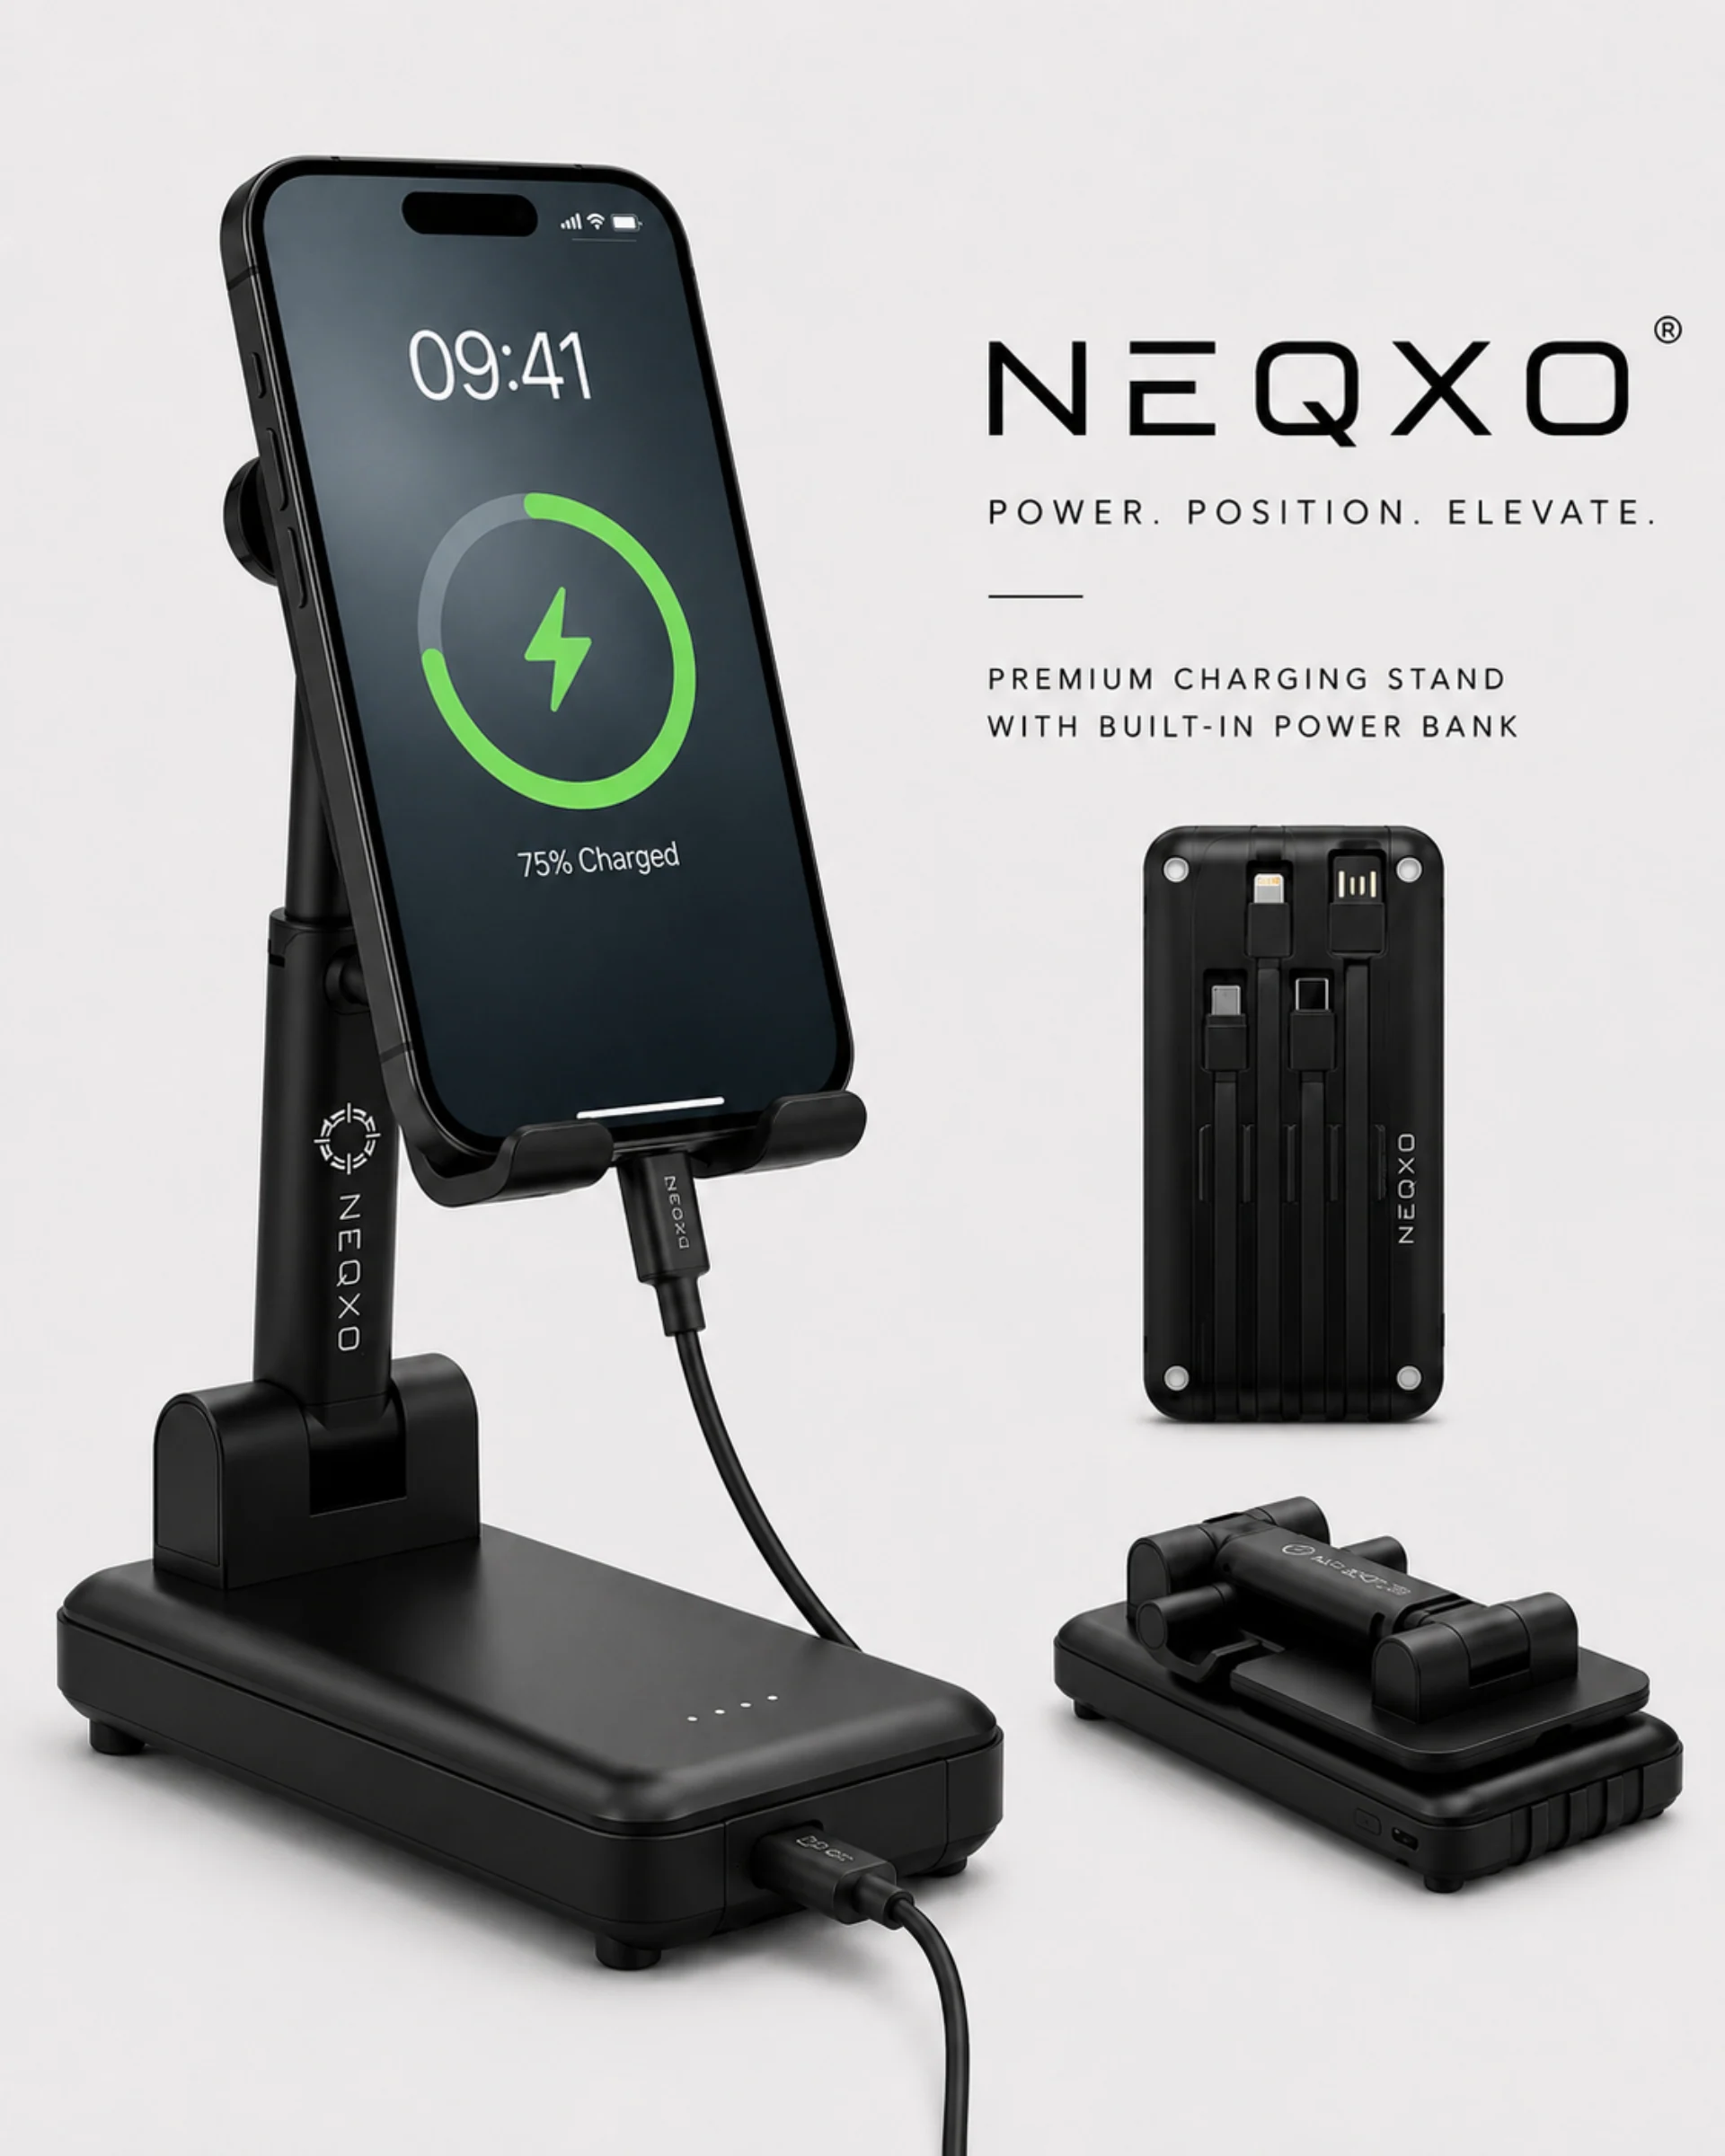 09:41
75% Charged
NEQXO
NEQXO
NEQXO®
POWER. POSITION. ELEVATE.
PREMIUM CHARGING STAND
WITH BUILT-IN POWER BANK
NEQXO